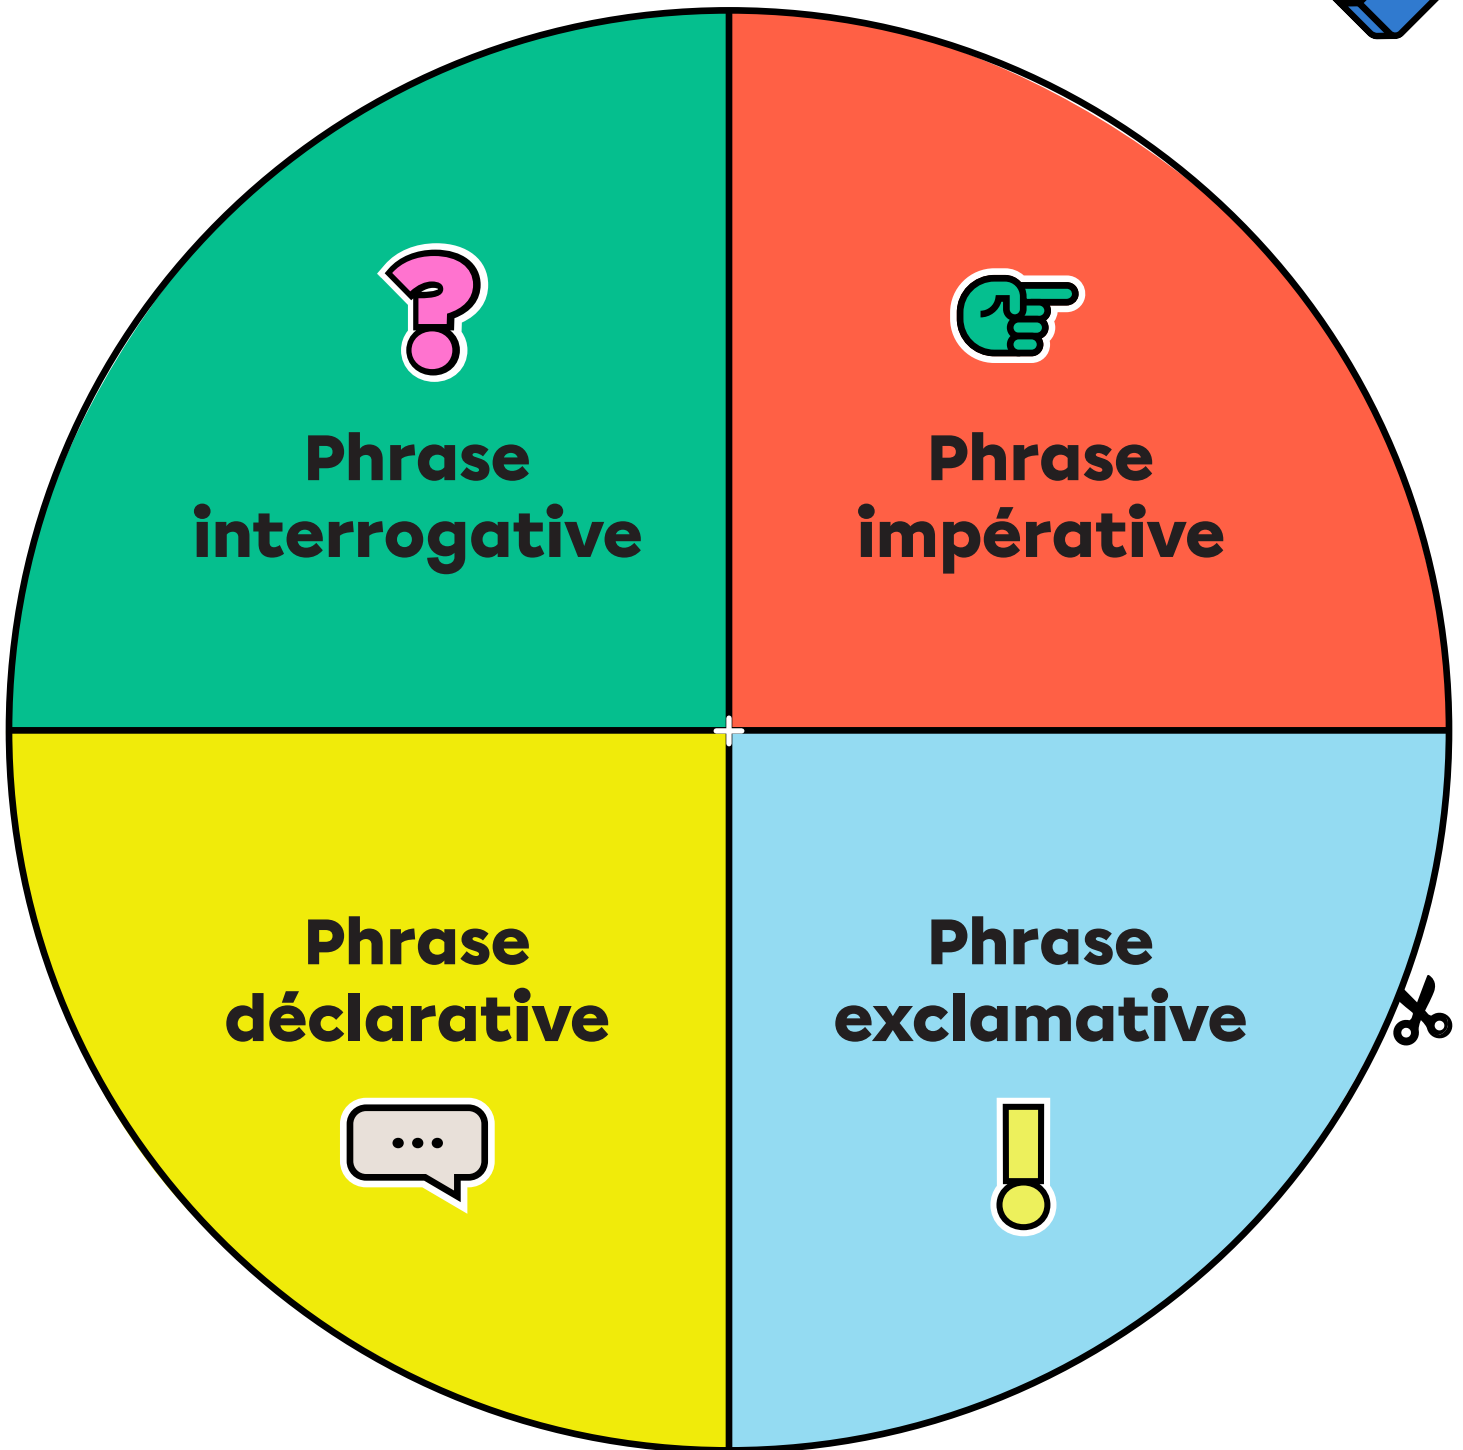 Phrase
interrogative
Phrase
impérative
Phrase
déclarative
Phrase
exclamative